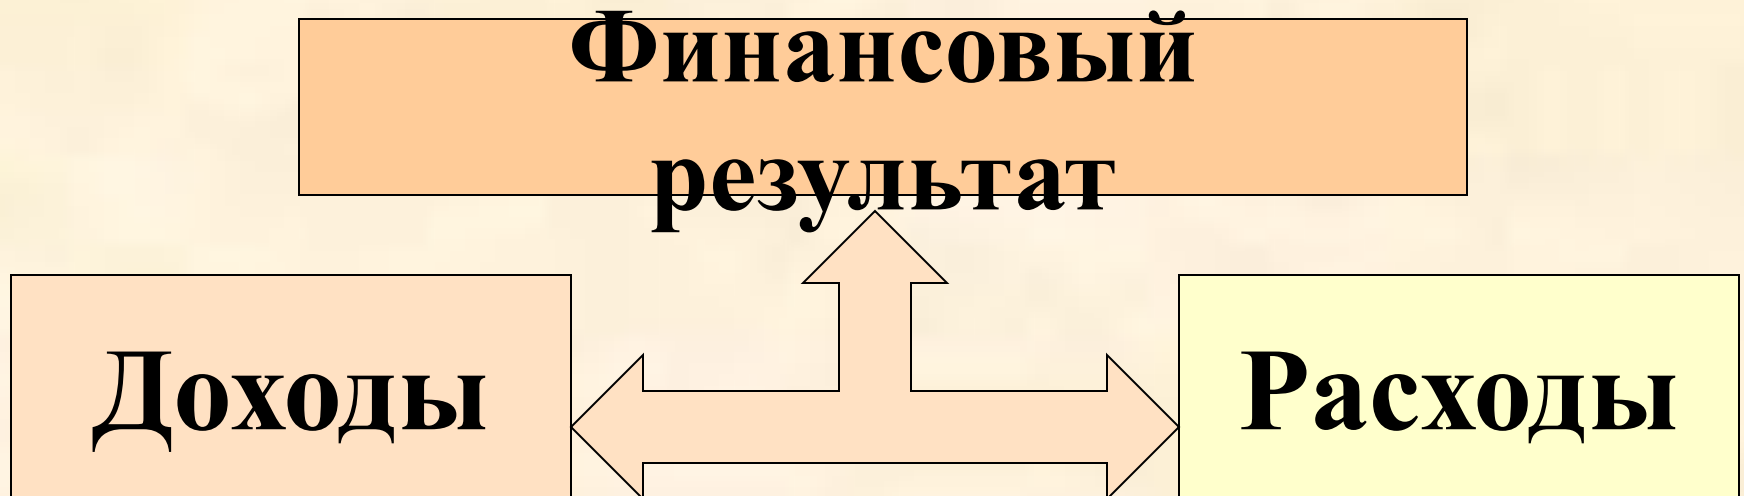 Финансовый
результат
Доходы
Расходы